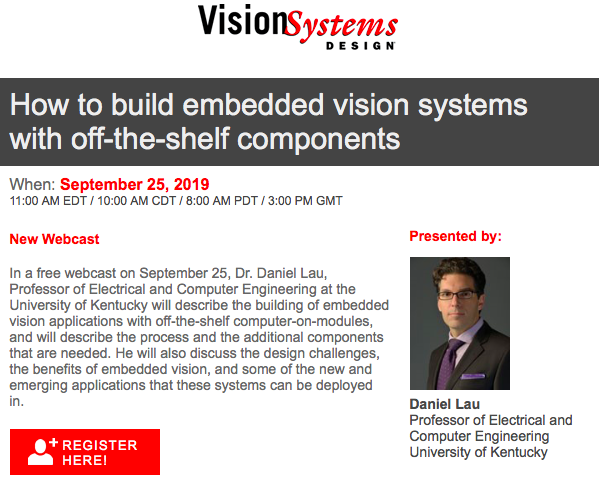 VisionSystems
DESIGN
How to build embedded vision systems
with off-the-shelf components
When: September 25, 2019
11:00 AM EDT / 10:00 AM CDT / 8:00 AM PDT / 3:00 PM GMT
New Webcast
In a free webcast on September 25, Dr. Daniel Lau,
Professor of Electrical and Computer Engineering at the
University of Kentucky will describe the building of embedded
vision applications with off-the-shelf computer-on-modules,
and will describe the process and the additional components
that are needed. He will also discuss the design challenges,
the benefits of embedded vision, and some of the new and
emerging applications that these systems can be deployed
in.
REGISTER
HERE!
Presented by:
Daniel Lau
Professor of Electrical and
Computer Engineering
University of Kentucky